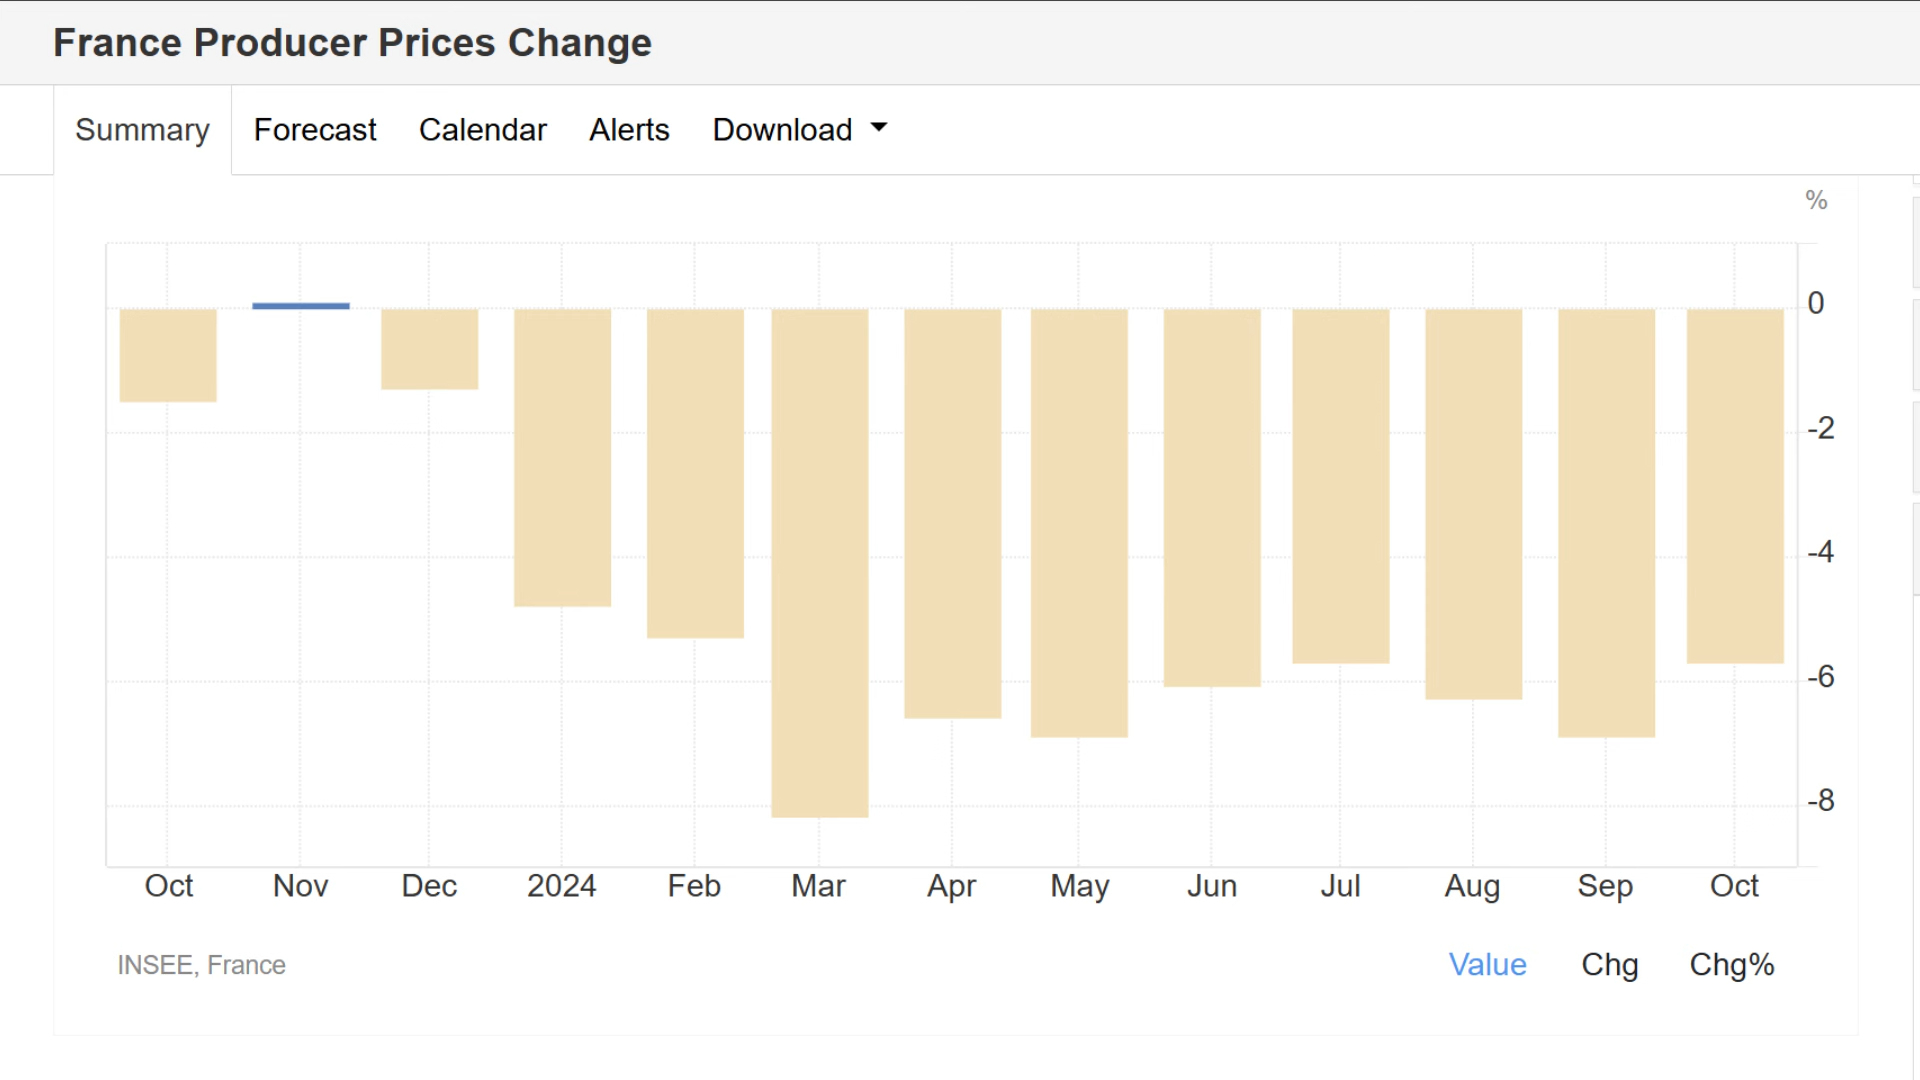 France Producer Prices Change
Summary Forecast Calendar Alerts Download
%
0
-2
-4
-6
-8
Oct Nov Dec 2024 Feb Mar Apr May Jun Jul Aug Sep Oct
INSEE, France Value Chg Chg%